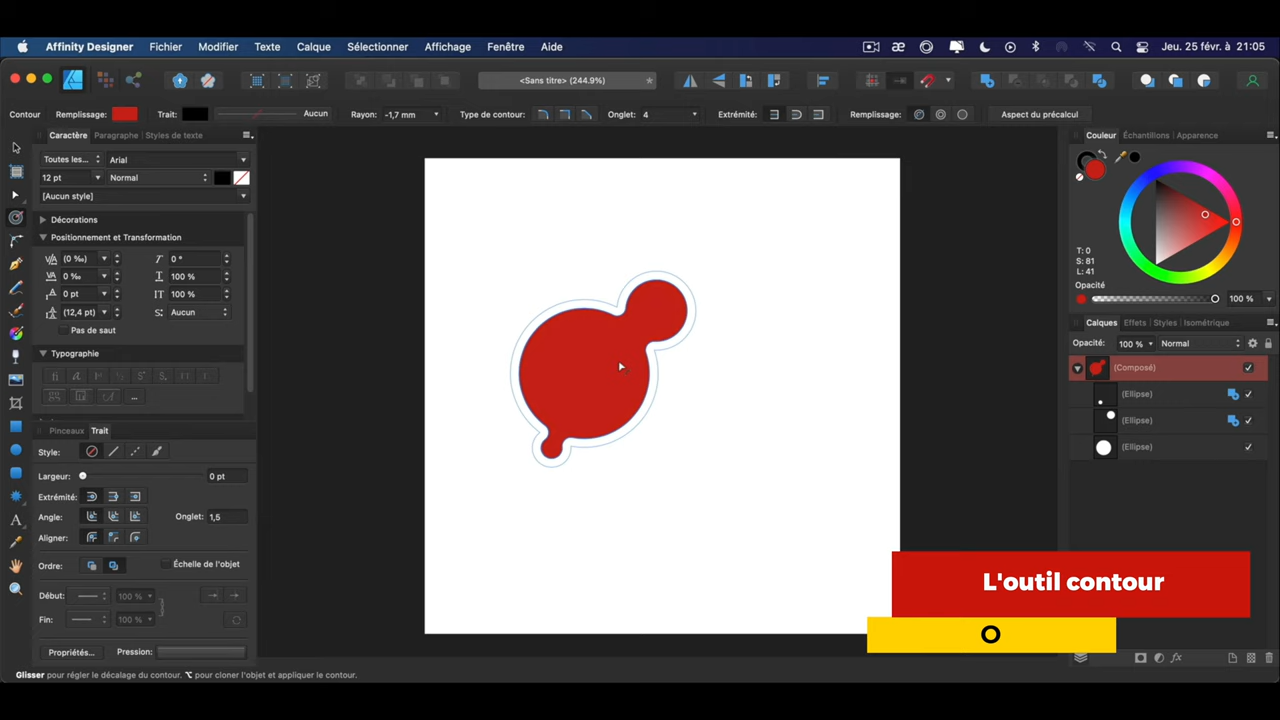 Affinity Designer Fichier Modifier Texte Calque Sélectionner Affichage Fenêtre Aide Jeu. 25 févr à 21:05
<Sans titre> (244.9%) *
Contour Remplissage: Trait: Aucun Rayon: -1,7 mm Type de contour: Onglet: 4 Extrémité: Remplissage: Aspect du précalcul
Caractère Paragraphe Styles de texte
Toutes les... Arial
12 pt Normal
[Aucun style]
Décorations
Positionnement et Transformation
(0 ‰) 0 °
0 ‰ 100 %
0 pt 100 %
(12,4 pt) Aucun
Pas de saut
Typographie
...
Pinceaux Trait
Style:
Largeur: 0 pt
Extrémité:
Angle: Onglet: 1,5
Aligner:
Ordre: Échelle de l'objet
Début: 100 %
Fin: 100 %
Propriétés... Pression:
Glisser pour régler le décalage du contour. ⌥ pour cloner l'objet et appliquer le contour.
Couleur Échantillons Apparence
T: 0
S: 81
L: 41
Opacité
100 %
Calques Effets Styles Isométrique
Opacité: 100 % Normal
(Composé)
(Ellipse)
(Ellipse)
(Ellipse)
L'outil contour
O